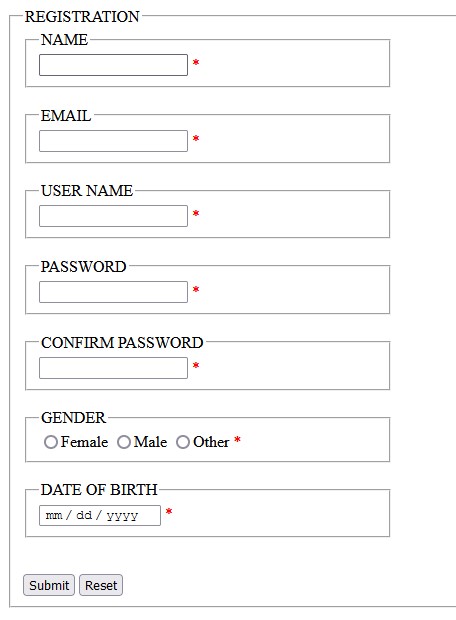 REGISTRATION
NAME
*
EMAIL
*
USER NAME
*
PASSWORD
*
CONFIRM PASSWORD
*
GENDER
Female Male Other *
DATE OF BIRTH
mm / dd / yyyy *
Submit Reset